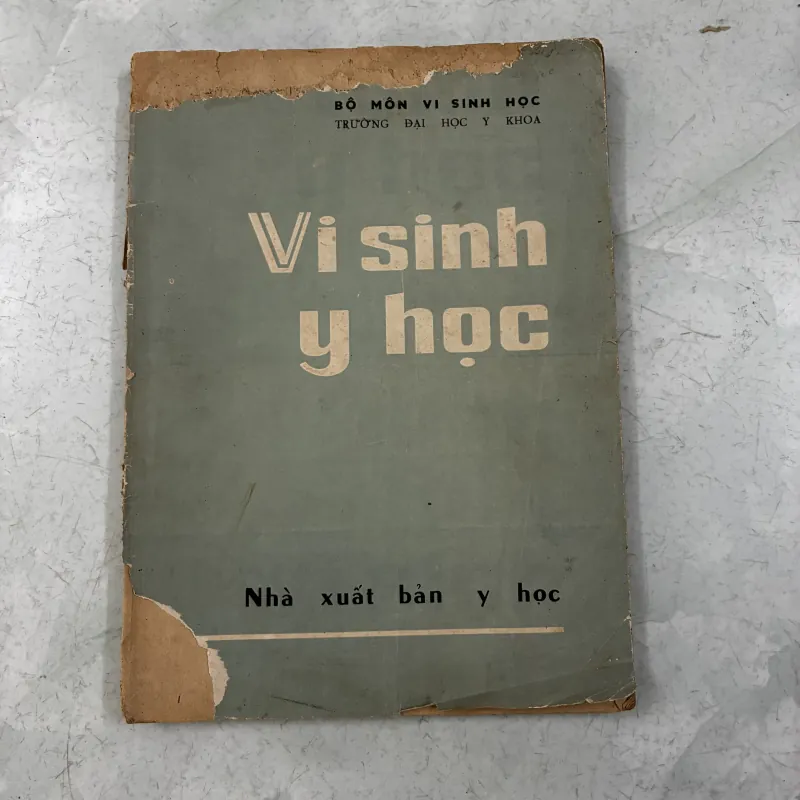 BỘ MÔN VI SINH HỌC
TRƯỜNG ĐẠI HỌC Y KHOA
Vi sinh
y học
Nhà xuất bản y học